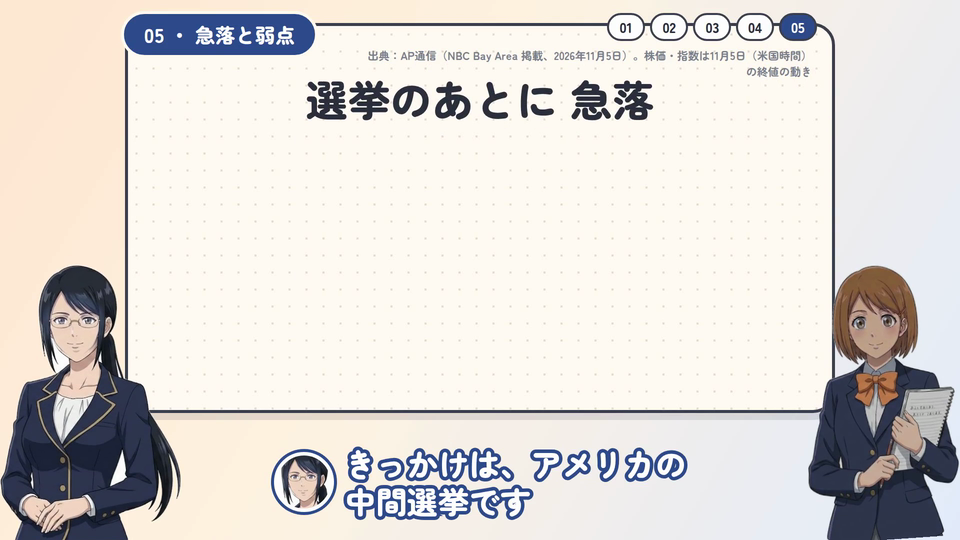 05 ・ 急落と弱点
01 02 03 04 05
出典：AP通信（NBC Bay Area 掲載、2026年11月5日）。株価・指数は11月5日（米国時間）
の終値の動き
選挙のあとに 急落
きっかけは、アメリカの
中間選挙です